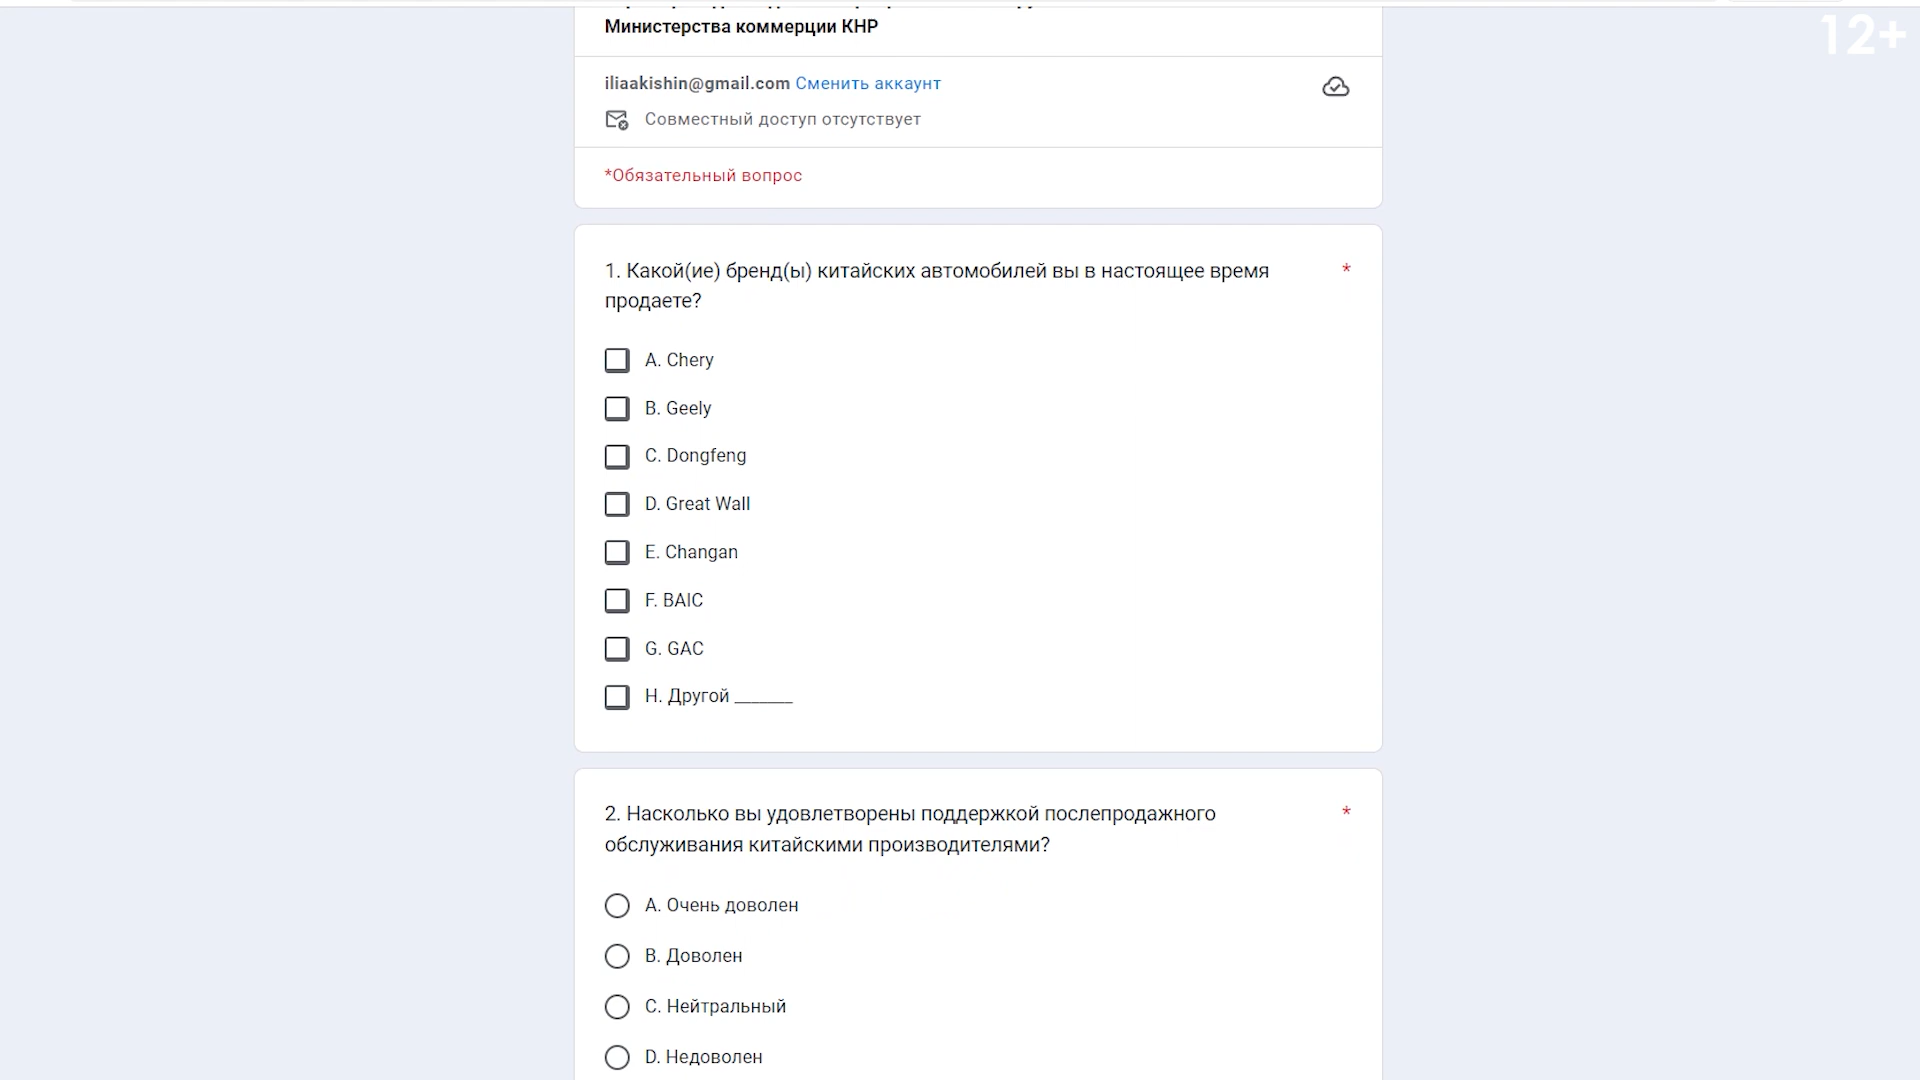 Министерства коммерции КНР
12+
iliaakishin@gmail.com Сменить аккаунт
Совместный доступ отсутствует
*Обязательный вопрос
1. Какой(ие) бренд(ы) китайских автомобилей вы в настоящее время *
продаете?
A. Chery
B. Geely
C. Dongfeng
D. Great Wall
E. Changan
F. BAIC
G. GAC
H. Другой _______
2. Насколько вы удовлетворены поддержкой послепродажного *
обслуживания китайскими производителями?
A. Очень доволен
B. Доволен
C. Нейтральный
D. Недоволен